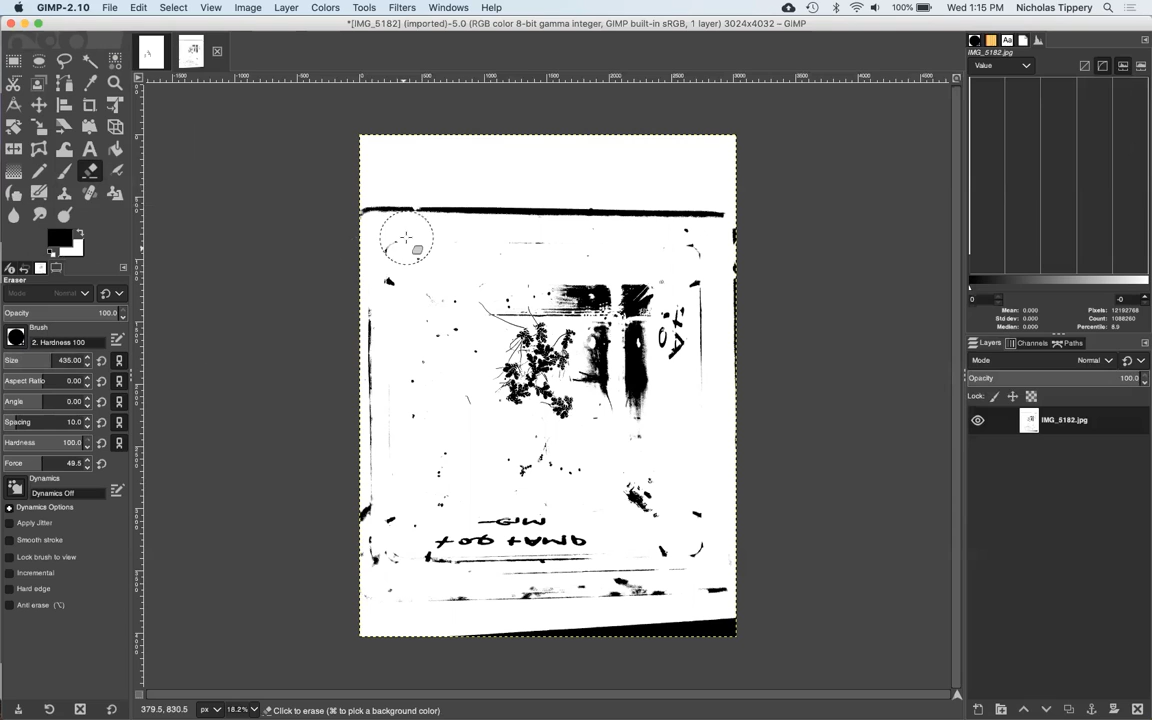 GIMP-2.10 File Edit Select View Image Layer Colors Tools Filters Windows Help 100% Wed 1:15 PM Nicholas Tippery
*[IMG_5182] (imported)-5.0 (RGB color 8-bit gamma integer, GIMP built-in sRGB, 1 layer) 3024x4032 – GIMP
IMG_5182.jpg
Value
Eraser
Mode Normal
Opacity 100.0
Brush
2. Hardness 100
Size 435.00
Aspect Ratio 0.00
Angle 0.00
Spacing 10.0
Hardness 100.0
Force 49.5
Dynamics
Dynamics Off
Dynamics Options
Apply Jitter
Smooth stroke
Lock brush to view
Incremental
Hard edge
Anti erase (⌥)
0
-0
Mean: 0.000
Std dev: 0.000
Median: 0.000
Pixels: 12192768
Count: 1088260
Percentile: 8.9
Layers Channels Paths
Mode Normal
Opacity 100.0
Lock:
IMG_5182.jpg
379.5, 830.5 px 18.2% Click to erase (⌘ to pick a background color)